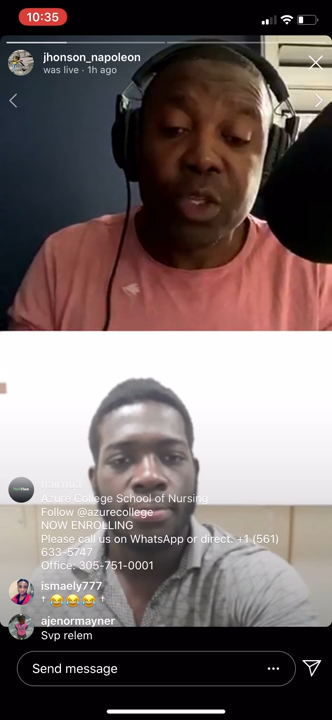 10:35
jhonson_napoleon
was live · 1h ago
Azure College School of Nursing
Follow @azurecollege
NOW ENROLLING
Please call us on WhatsApp or direct. +1 (561)
633-5747
Office: 305-751-0001
ismaely777
† 😂😂😂 †
ajenormayner
Svp relem
Send message